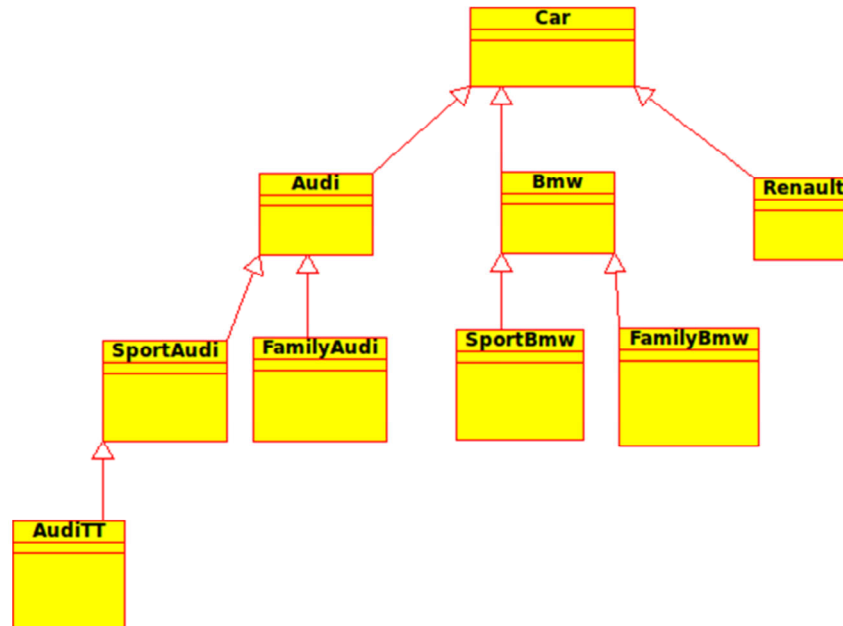 Car
Audi
Bmw
Renault
SportAudi
FamilyAudi
SportBmw
FamilyBmw
AudiTT